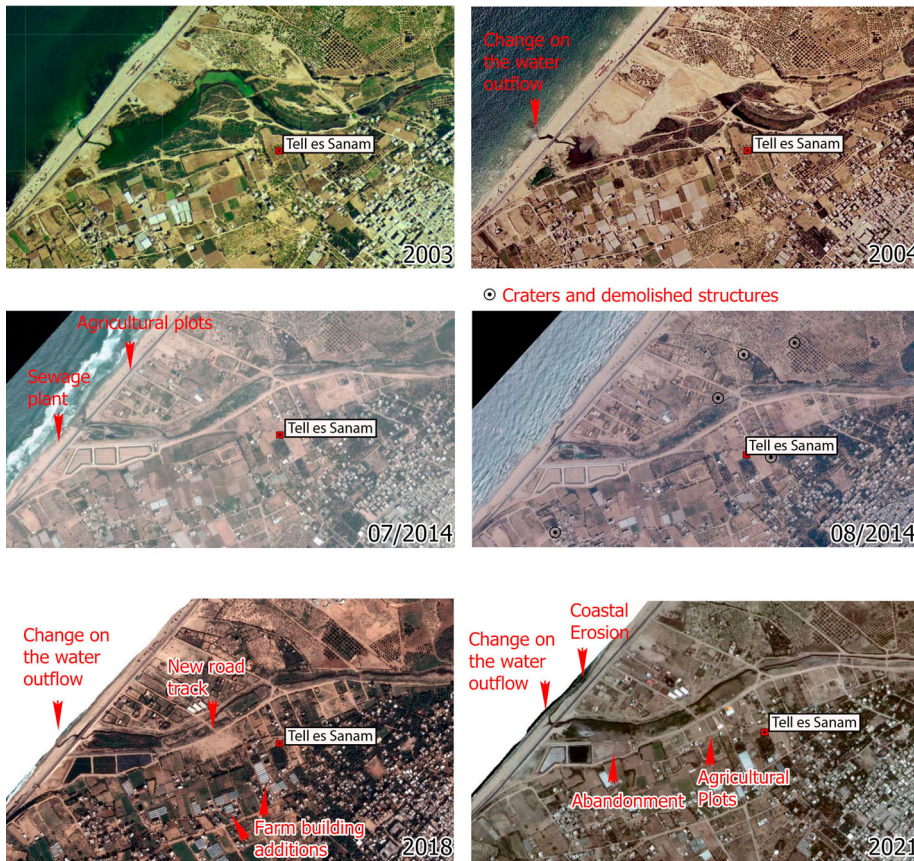 Tell es Sanam
2003
Change on
the water
outflow
Tell es Sanam
2004
Craters and demolished structures
Agricultural plots
Sewage
plant
Tell es Sanam
07/2014
Tell es Sanam
08/2014
Change on
the water
outflow
New road
track
Tell es Sanam
Farm building
additions
2018
Coastal
Erosion
Change on
the water
outflow
Tell es Sanam
Abandonment
Agricultural
Plots
2021